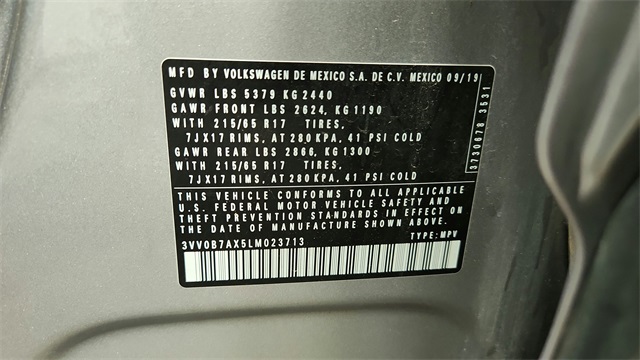 MFD BY VOLKSWAGEN DE MEXICO S.A. DE C.V. MEXICO 09/19
GVWR LBS 5379 KG 2440
GAWR FRONT LBS 2624, KG 1190
WITH 215/65 R17 TIRES,
7JX17 RIMS, AT 280 KPA, 41 PSI COLD
GAWR REAR LBS 2866, KG 1300
WITH 215/65 R17 TIRES,
7JX17 RIMS, AT 280KPA, 41 PSI COLD
THIS VEHICLE CONFORMS TO ALL APPLICABLE
U.S. FEDERAL MOTOR VEHICLE SAFETY AND
THEFT PREVENTION STANDARDS IN EFFECT ON
THE DATE OF MANUFACTURE SHOWN ABOVE.
3VV0B7AX5LM023713 TYPE: MPV
3730678 3531